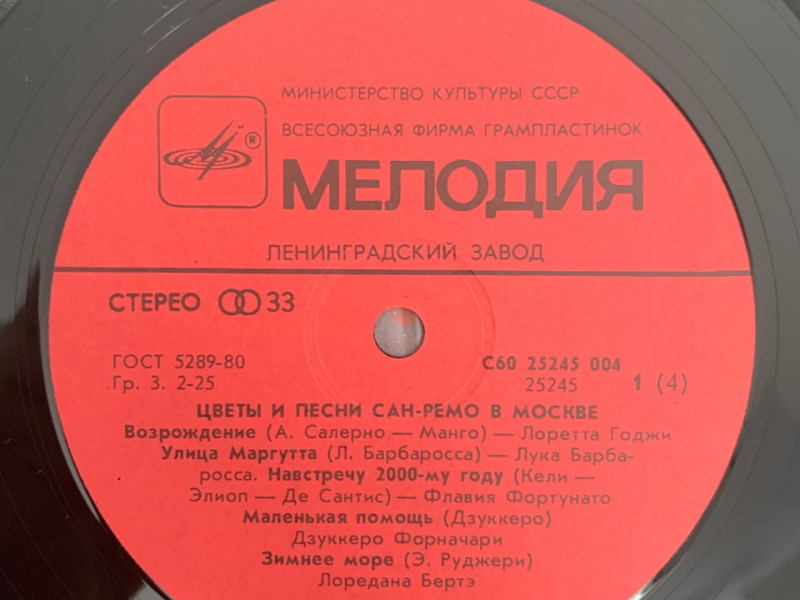 МИНИСТЕРСТВО КУЛЬТУРЫ СССР
ВСЕСОЮЗНАЯ ФИРМА ГРАМПЛАСТИНОК
®
МЕЛОДИЯ
ЛЕНИНГРАДСКИЙ ЗАВОД
СТЕРЕО 33
ГОСТ 5289-80
Гр. 3. 2-25
С60 25245 004
25245 1 (4)
ЦВЕТЫ И ПЕСНИ САН-РЕМО В МОСКВЕ
Возрождение (А. Салерно — Манго) — Лоретта Годжи
Улица Маргутта (Л. Барбаросса) — Лука Барба-
росса. Навстречу 2000-му году (Кели —
Элиоп — Де Сантис) — Флавия Фортунато
Маленькая помощь (Дзуккеро)
Дзуккеро Форначари
Зимнее море (Э. Руджери)
Лоредана Бертэ